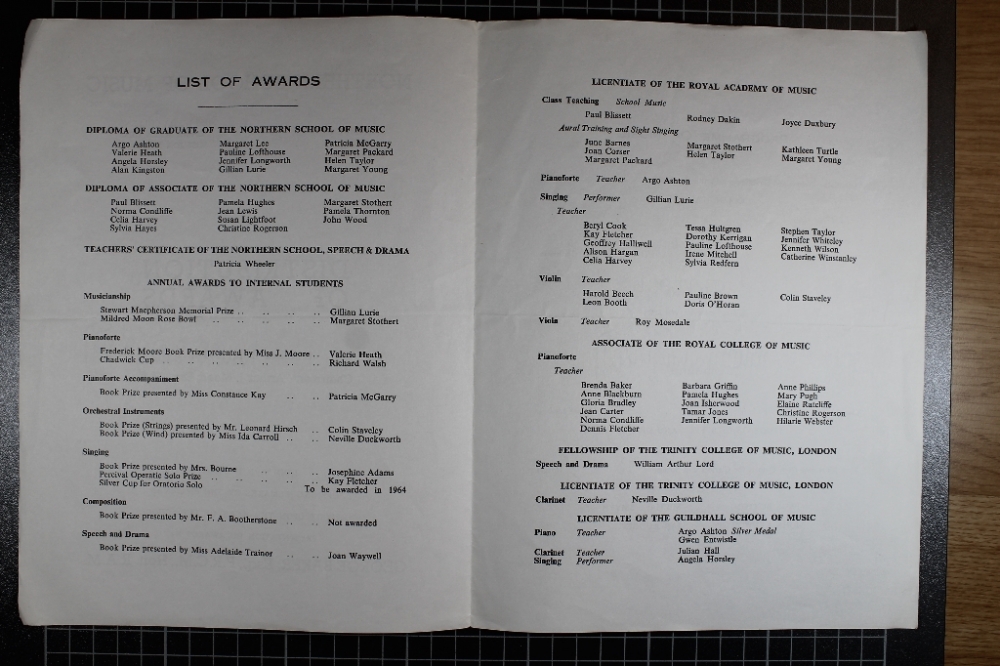 LIST OF AWARDS
DIPLOMA OF GRADUATE OF THE NORTHERN SCHOOL OF MUSIC
Argo Ashton Margaret Lee Patricia McGarry
Valerie Heath Pauline Lofthouse Margaret Packard
Angela Horsley Jennifer Longworth Helen Taylor
Alan Kingston Gillian Lurie Margaret Young
DIPLOMA OF ASSOCIATE OF THE NORTHERN SCHOOL OF MUSIC
Paul Blissett Pamela Hughes Margaret Stothert
Norma Condliffe Jean Lewis Pamela Thornton
Celia Harvey Susan Lightfoot John Wood
Sylvia Hayes Christine Rogerson
TEACHERS' CERTIFICATE OF THE NORTHERN SCHOOL, SPEECH & DRAMA
Patricia Wheeler
ANNUAL AWARDS TO INTERNAL STUDENTS
Musicianship
Stewart Macpherson Memorial Prize .. .. .. .. Gillian Lurie
Mildred Moon Rose Bowl .. .. .. .. .. Margaret Stothert
Pianoforte
Frederick Moore Book Prize presented by Miss J. Moore .. Valerie Heath
Chadwick Cup .. .. .. .. .. .. Richard Walsh
Pianoforte Accompaniment
Book Prize presented by Miss Constance Kay .. .. Patricia McGarry
Orchestral Instruments
Book Prize (Strings) presented by Mr. Leonard Hirsch .. Colin Staveley
Book Prize (Wind) presented by Miss Ida Carroll .. .. Neville Duckworth
Singing
Book Prize presented by Mrs. Bourne .. .. .. Josephine Adams
Percival Operatic Solo Prize .. .. .. .. .. Kay Fletcher
Silver Cup for Oratorio Solo To be awarded in 1964
Composition
Book Prize presented by Mr. F. A. Bootherstone .. .. Not awarded
Speech and Drama
Book Prize presented by Miss Adelaide Trainor .. .. Joan Waywell
LICENTIATE OF THE ROYAL ACADEMY OF MUSIC
Class Teaching School Music
Paul Blissett Rodney Dakin Joyce Duxbury
Aural Training and Sight Singing
June Barnes Margaret Stothert Kathleen Turtle
Joan Corser Helen Taylor Margaret Young
Margaret Packard
Pianoforte Teacher Argo Ashton
Singing Performer Gillian Lurie
Teacher
Beryl Cook Tessa Hultgren Stephen Taylor
Kay Fletcher Dorothy Kerrigan Jennifer Whiteley
Geoffrey Halliwell Pauline Lofthouse Kenneth Wilson
Alison Hargan Irene Mitchell Catherine Winstanley
Celia Harvey Sylvia Redfern
Violin Teacher
Harold Beech Pauline Brown Colin Staveley
Leon Booth Doris O'Horan
Viola Teacher Roy Mosedale
ASSOCIATE OF THE ROYAL COLLEGE OF MUSIC
Pianoforte
Teacher
Brenda Baker Barbara Griffin Anne Phillips
Anne Blackburn Pamela Hughes Mary Pugh
Gloria Bradley Joan Isherwood Elaine Ratcliffe
Jean Carter Tamar Jones Christine Rogerson
Norma Condliffe Jennifer Longworth Hilarie Webster
Dennis Fletcher
FELLOWSHIP OF THE TRINITY COLLEGE OF MUSIC, LONDON
Speech and Drama William Arthur Lord
LICENTIATE OF THE TRINITY COLLEGE OF MUSIC, LONDON
Clarinet Teacher Neville Duckworth
LICENTIATE OF THE GUILDHALL SCHOOL OF MUSIC
Piano Teacher Argo Ashton Silver Medal
Gwen Entwistle
Clarinet Teacher Julian Hall
Singing Performer Angela Horsley